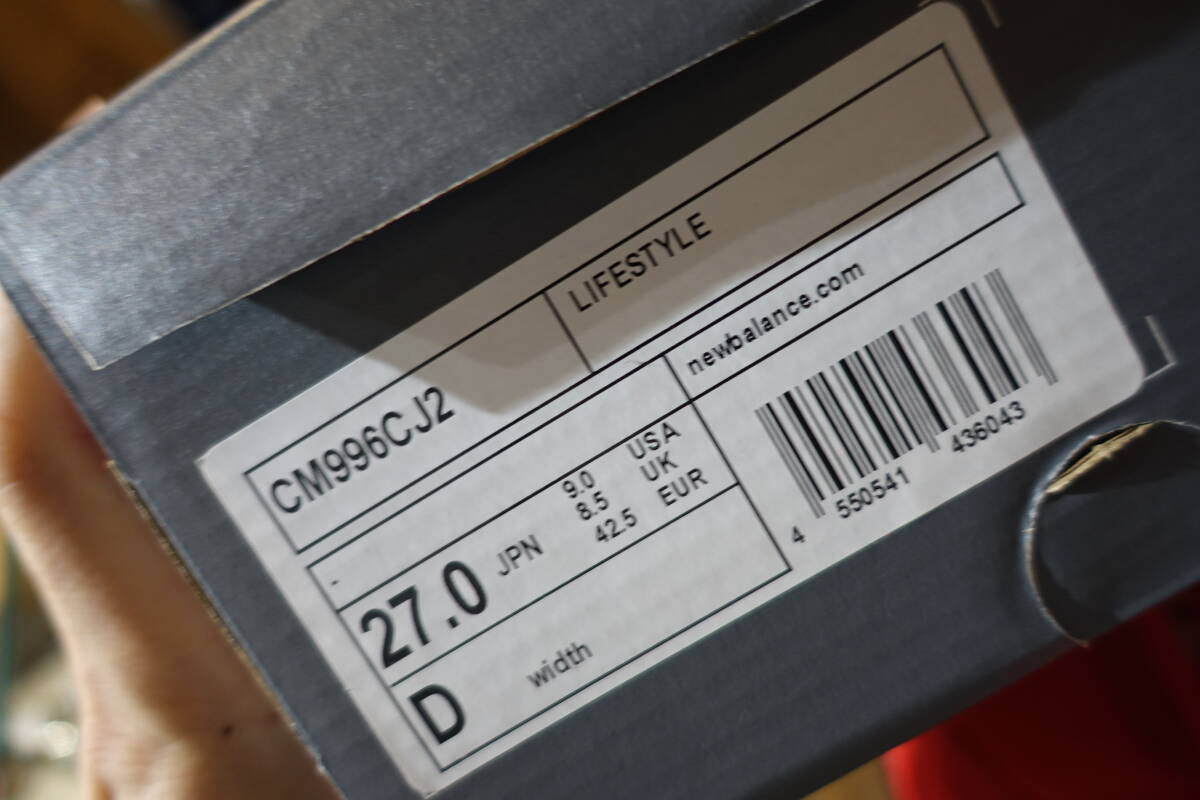 CM996CJ2 LIFESTYLE
- newbalance.com
27.0 JPN
9.0 USA
8.5 UK
42.5 EUR
D width
4 550541 436043